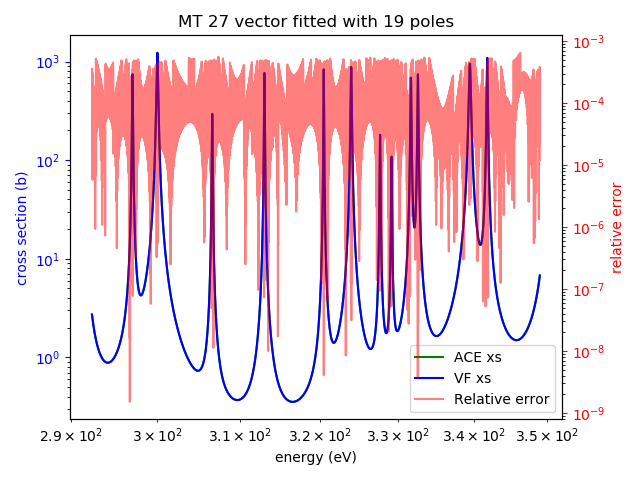 MT 27 vector fitted with 19 poles
10³
10²
10¹
10⁰
cross section (b)
10⁻³
10⁻⁴
10⁻⁵
10⁻⁶
10⁻⁷
10⁻⁸
10⁻⁹
relative error
ACE xs
VF xs
Relative error
2.9 × 10² 3 × 10² 3.1 × 10² 3.2 × 10² 3.3 × 10² 3.4 × 10² 3.5 × 10²
energy (eV)